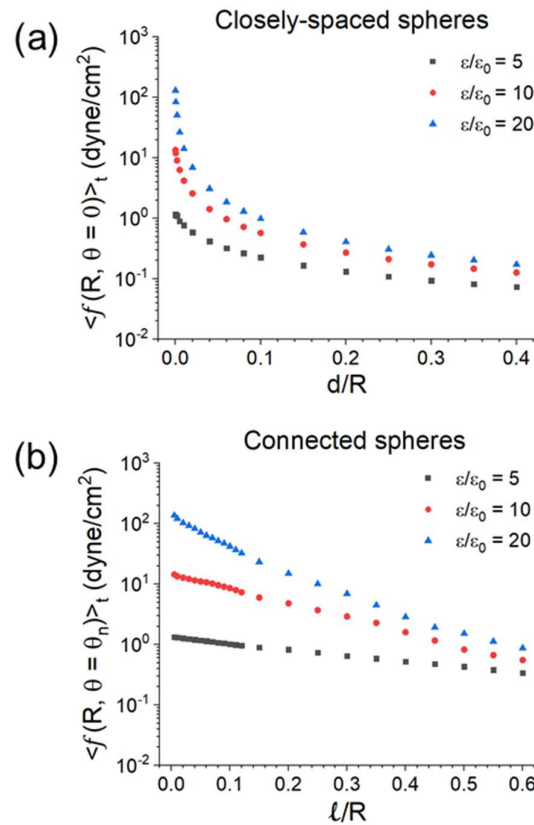 (a)
Closely-spaced spheres
ε/ε₀ = 5
ε/ε₀ = 10
ε/ε₀ = 20
<f(R, θ = 0)>ₜ (dyne/cm²)
10³
10²
10¹
10⁰
10⁻¹
10⁻²
0.0 0.1 0.2 0.3 0.4
d/R
(b)
Connected spheres
ε/ε₀ = 5
ε/ε₀ = 10
ε/ε₀ = 20
<f(R, θ = θₙ)>ₜ (dyne/cm²)
10³
10²
10¹
10⁰
10⁻¹
10⁻²
0.0 0.1 0.2 0.3 0.4 0.5 0.6
ℓ/R